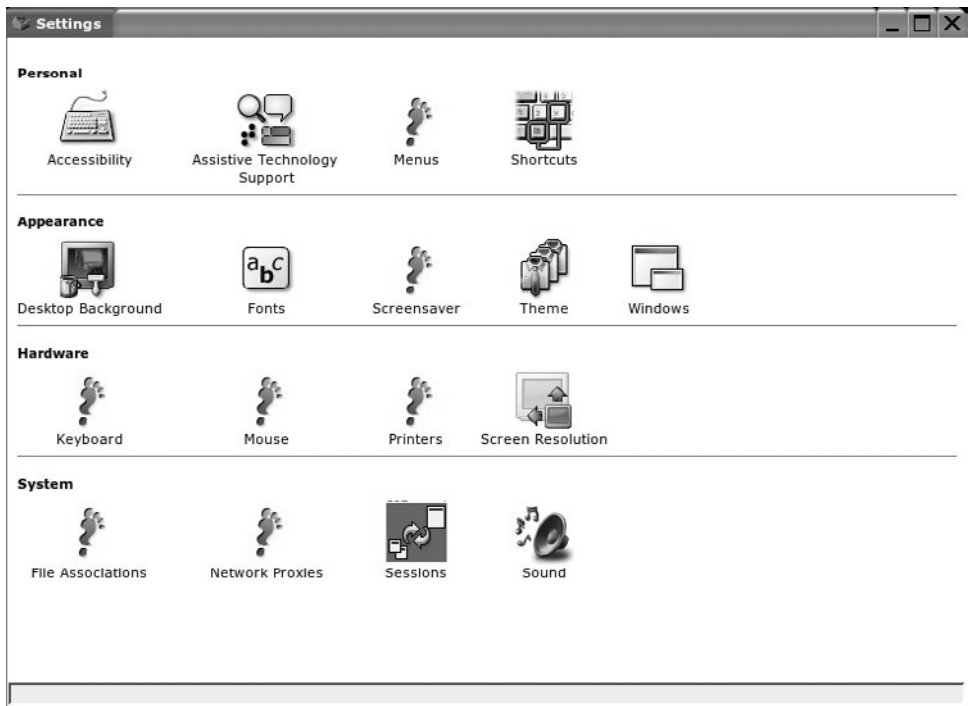 Settings
Personal
Accessibility
Assistive Technology
Support
Menus
Shortcuts
Appearance
Desktop Background
Fonts
Screensaver
Theme
Windows
Hardware
Keyboard
Mouse
Printers
Screen Resolution
System
File Associations
Network Proxies
Sessions
Sound